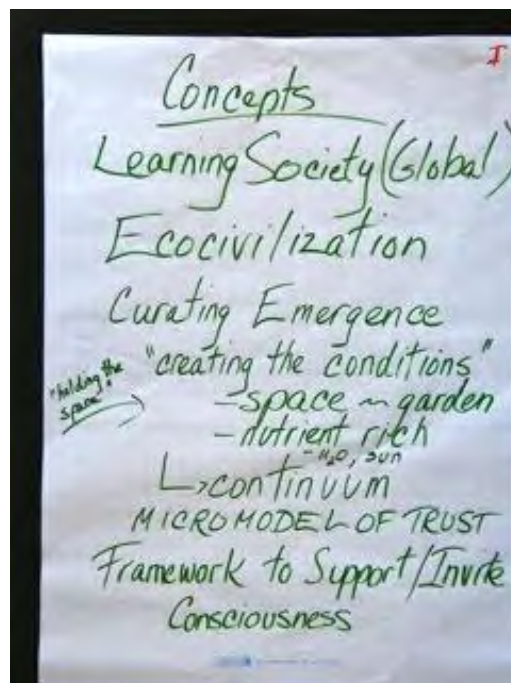 I
Concepts
Learning Society (Global)
Ecocivilization
Curating Emergence
"creating the conditions"
"holding the
space"
- space ~ garden
- nutrient rich
- H₂O, sun
↳ continuum
MICROMODEL OF TRUST
Framework to Support/Invite
Consciousness